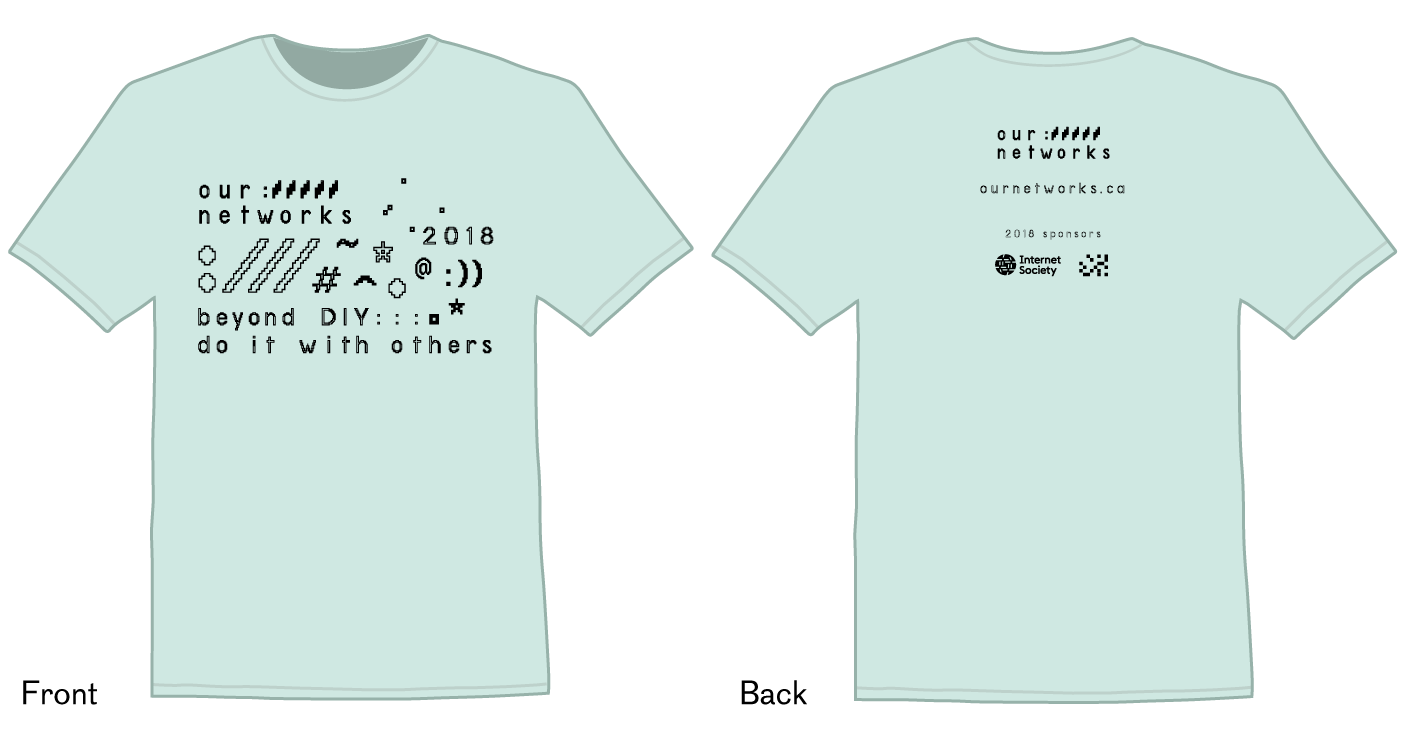 our://///
networks
2018
:////
~
#
^
@ :))
beyond DIY:::
*
do it with others
Front
our://///
networks
ournetworks.ca
2018 sponsors
Internet
Society
Back